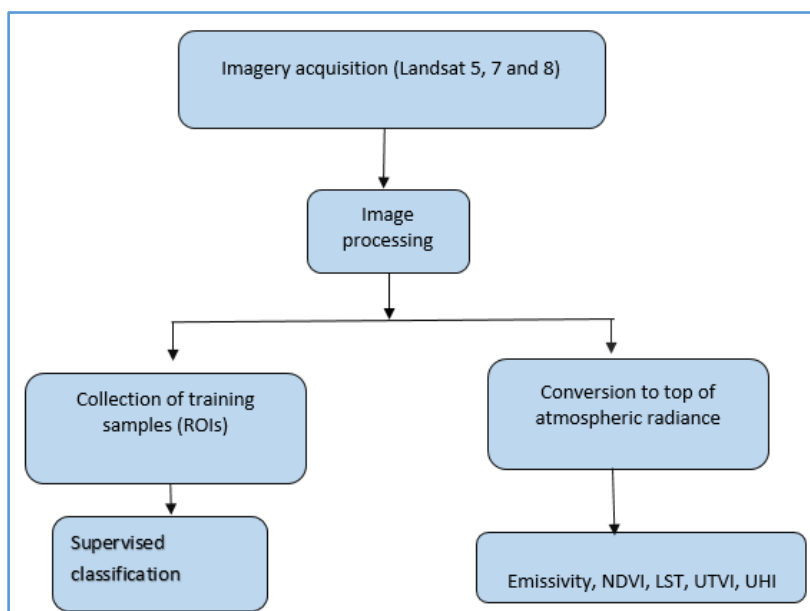 Imagery acquisition (Landsat 5, 7 and 8)
Image
processing
Collection of training
samples (ROIs)
Conversion to top of
atmospheric radiance
Supervised
classification
Emissivity, NDVI, LST, UTVI, UHI